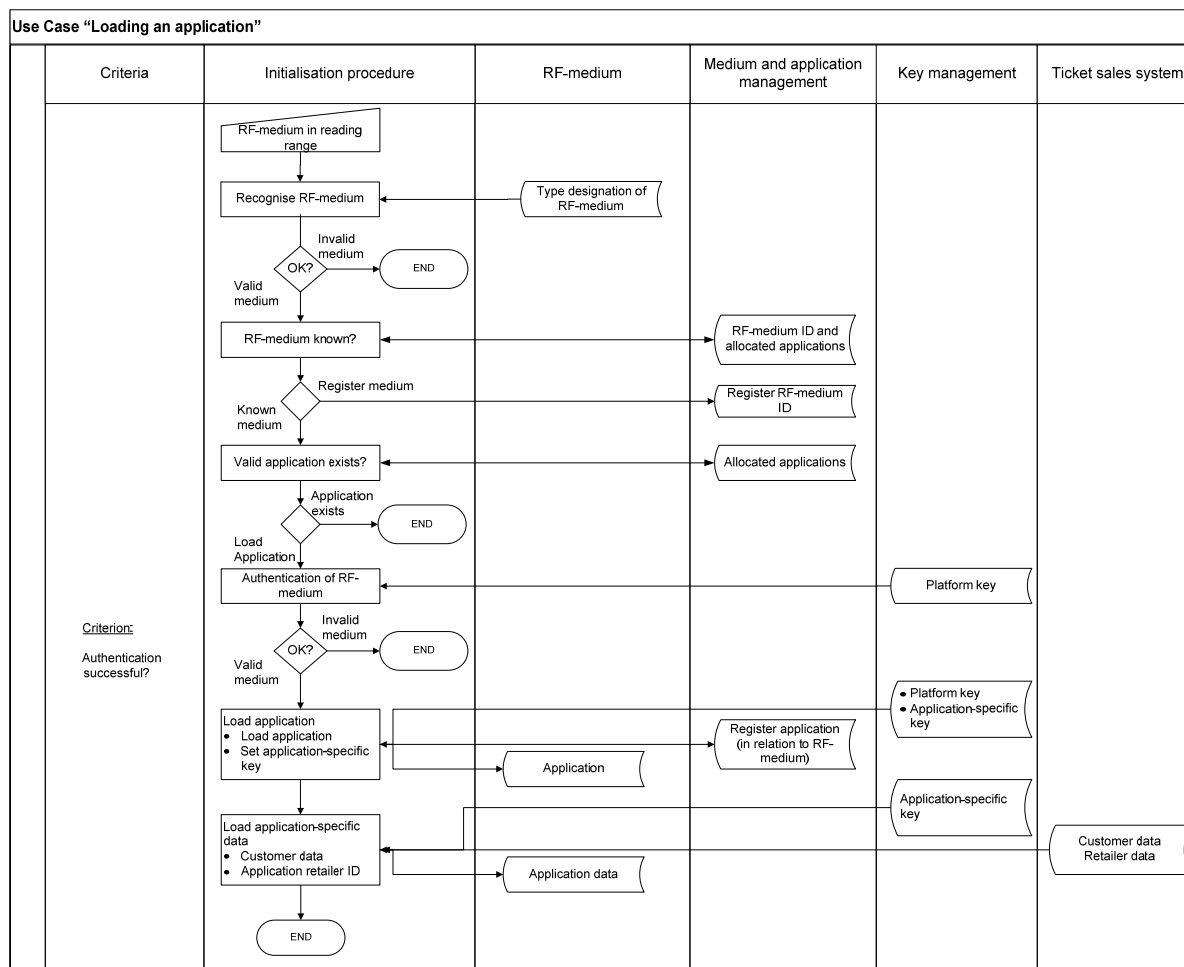 Use Case “Loading an application”
Criteria
Initialisation procedure
RF-medium
Medium and application
management
Key management
Ticket sales system
RF-medium in reading
range
Recognise RF-medium
Type designation of
RF-medium
Invalid
medium
OK?
END
Valid
medium
RF-medium known?
RF-medium ID and
allocated applications
Register medium
Register RF-medium
ID
Known
medium
Valid application exists?
Allocated applications
Application
exists
END
Load
Application
Authentication of RF-
medium
Platform key
Criterion:
Authentication
successful?
Invalid
medium
OK?
END
Valid
medium
• Platform key
• Application-specific
key
Load application
• Load application
• Set application-specific
key
Register application
(in relation to RF-
medium)
Application
Application-specific
key
Load application-specific
data
• Customer data
• Application retailer ID
Customer data
Retailer data
Application data
END